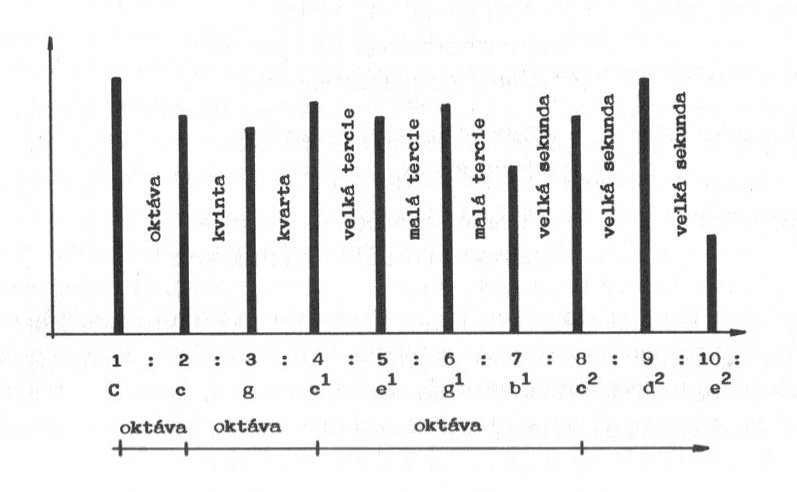 oktáva
kvinta
kvarta
velká tercie
malá tercie
malá tercie
velká sekunda
velká sekunda
velká sekunda
1 : 2 : 3 : 4 : 5 : 6 : 7 : 8 : 9 : 10 :
C c g c¹ e¹ g¹ b¹ c² d² e²
oktáva oktáva oktáva